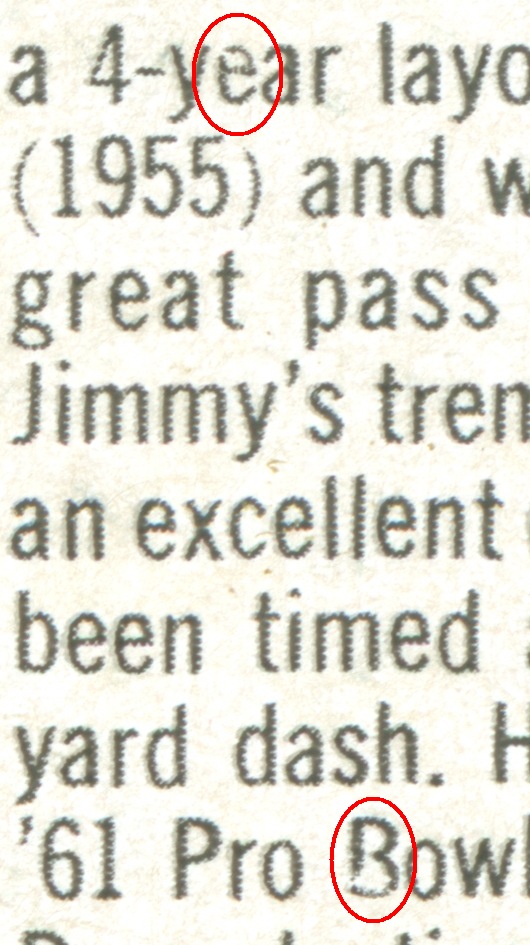 a 4-year layo
(1955) and w
great pass
Jimmy's tren
an excellent
been timed
yard dash. H
'61 Pro Bowl